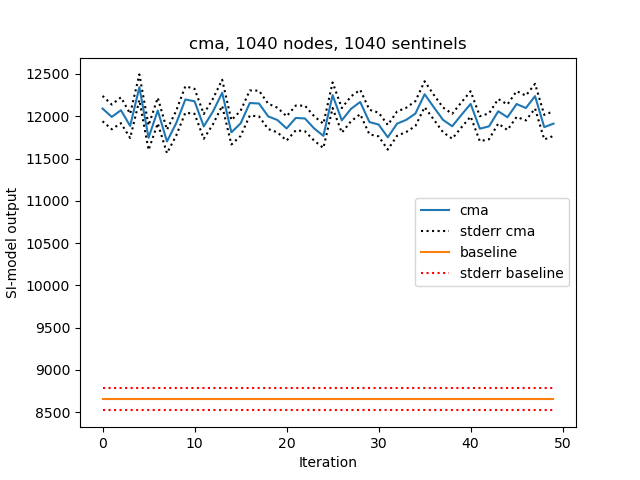 cma, 1040 nodes, 1040 sentinels
SI-model output
12500
12000
11500
11000
10500
10000
9500
9000
8500
cma
stderr cma
baseline
stderr baseline
0 10 20 30 40 50
Iteration